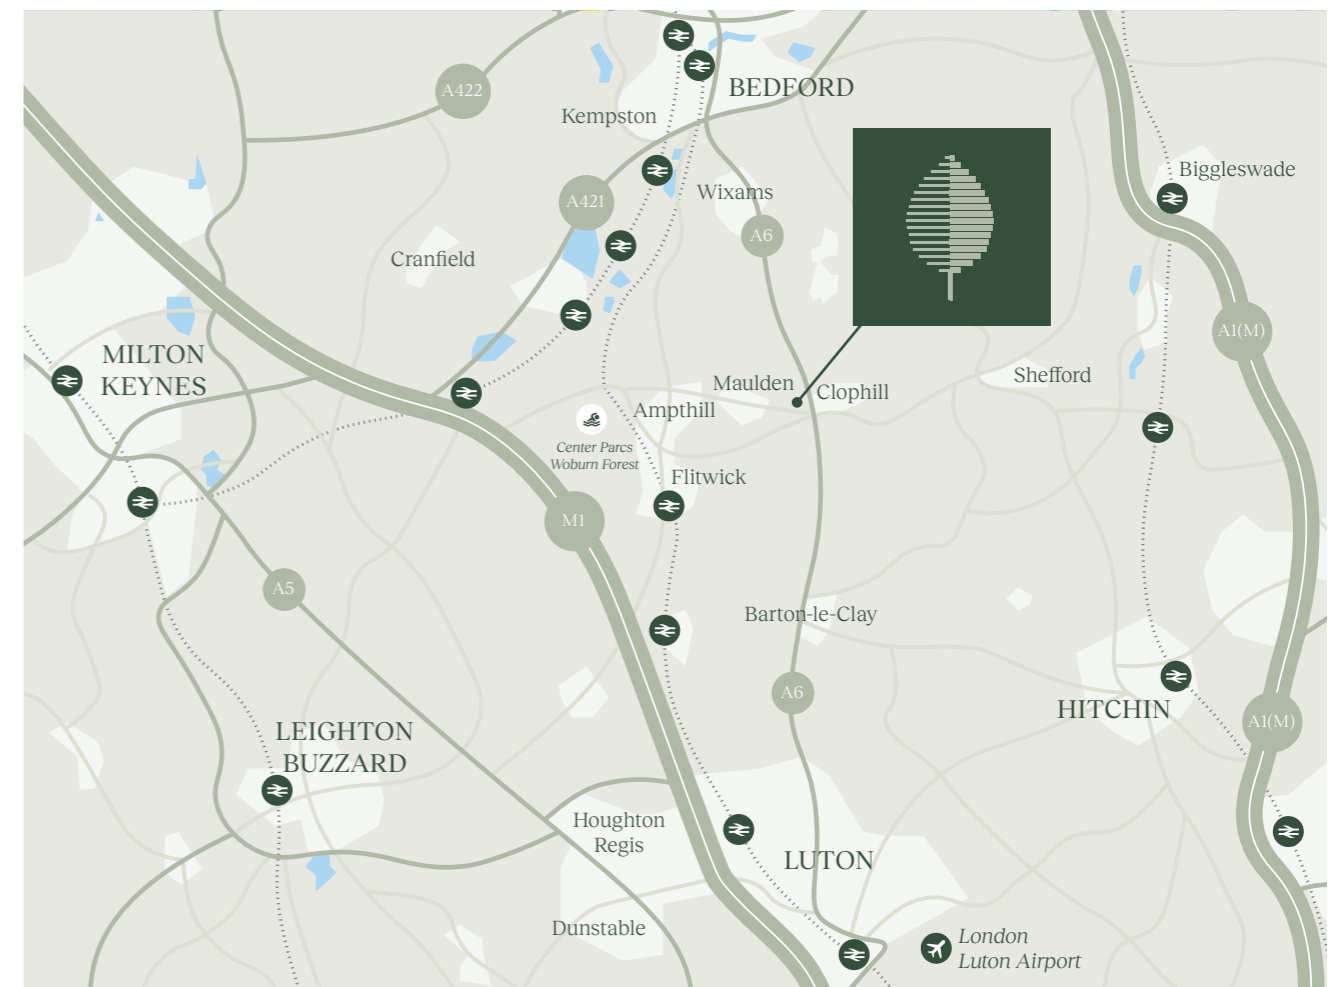 A422
BEDFORD
Kempston
Biggleswade
Wixams
A421
A6
Cranfield
A1(M)
MILTON
KEYNES
Maulden
Clophill
Shefford
Ampthill
Center Parcs
Woburn Forest
Flitwick
M1
A5
Barton-le-Clay
A6
HITCHIN
A1(M)
LEIGHTON
BUZZARD
Houghton
Regis
LUTON
Dunstable
London
Luton Airport